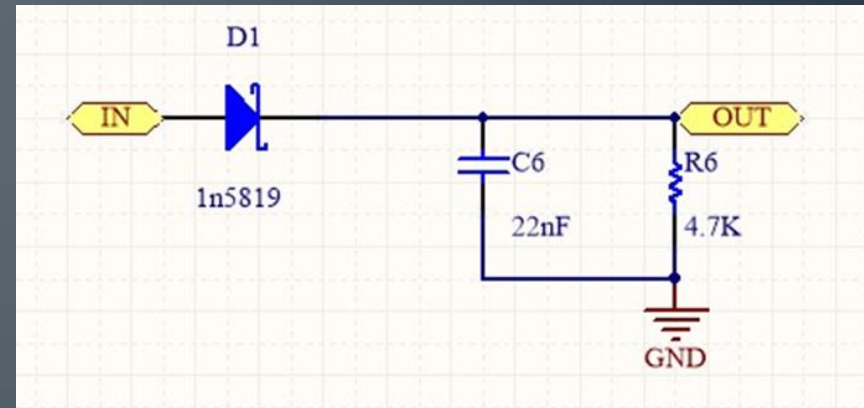 D1
IN
OUT
C6
R6
1n5819
22nF
4.7K
GND